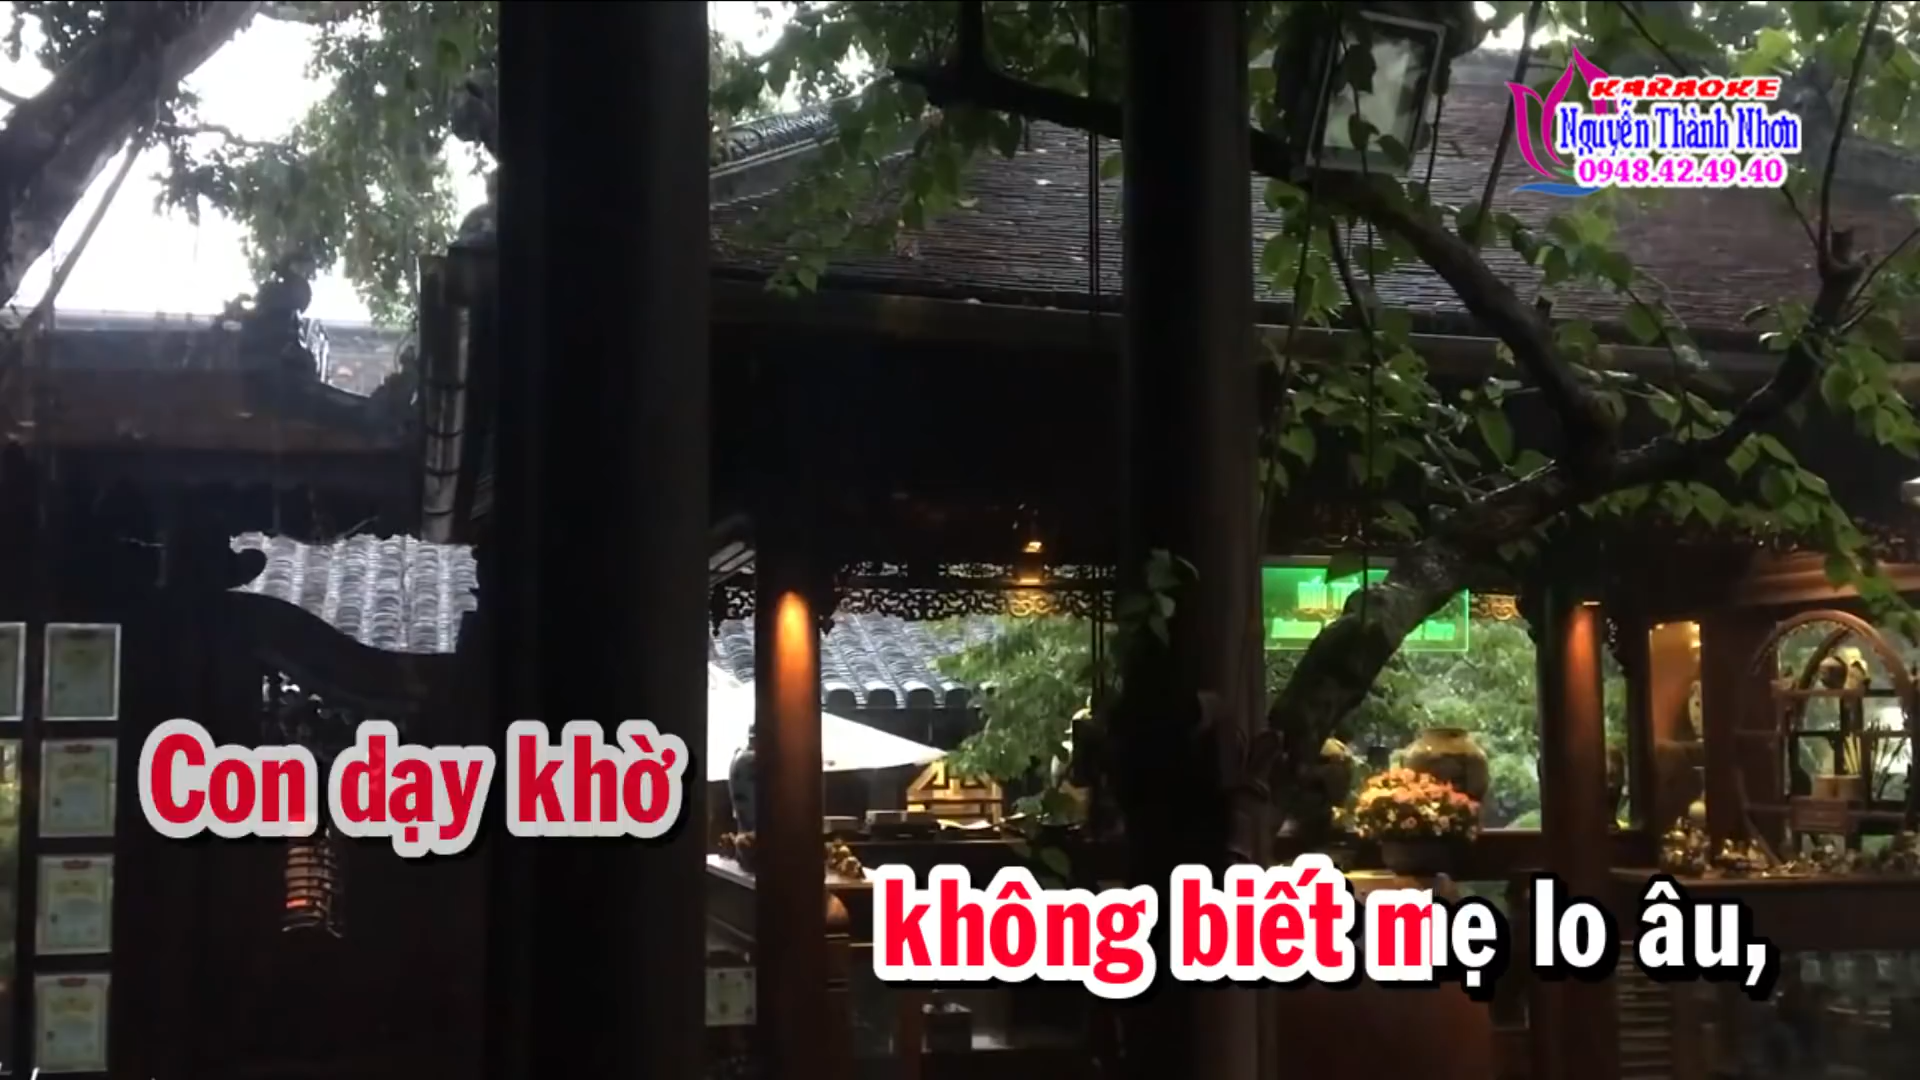 KARAOKE
Nguyễn Thành Nhơn
0948.42.49.40
Con dạy khờ
không biết mẹ lo âu,